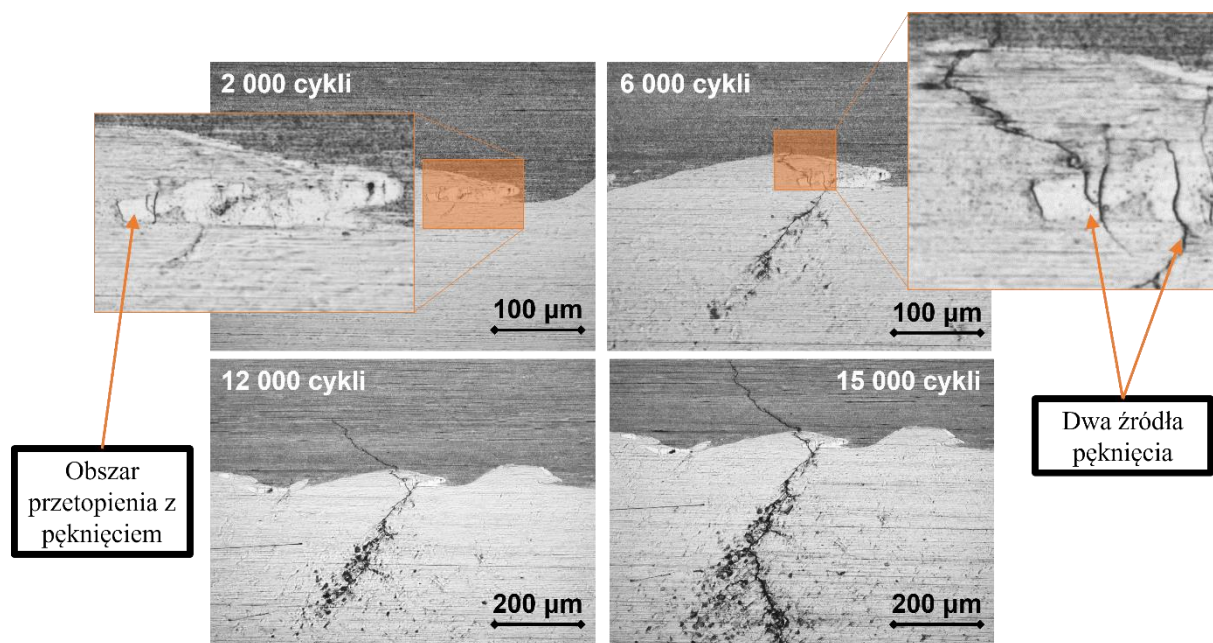 2 000 cykli
6 000 cykli
100 µm
100 µm
12 000 cykli
15 000 cykli
200 µm
200 µm
Obszar
przetopienia z
pęknięciem
Dwa źródła
pęknięcia